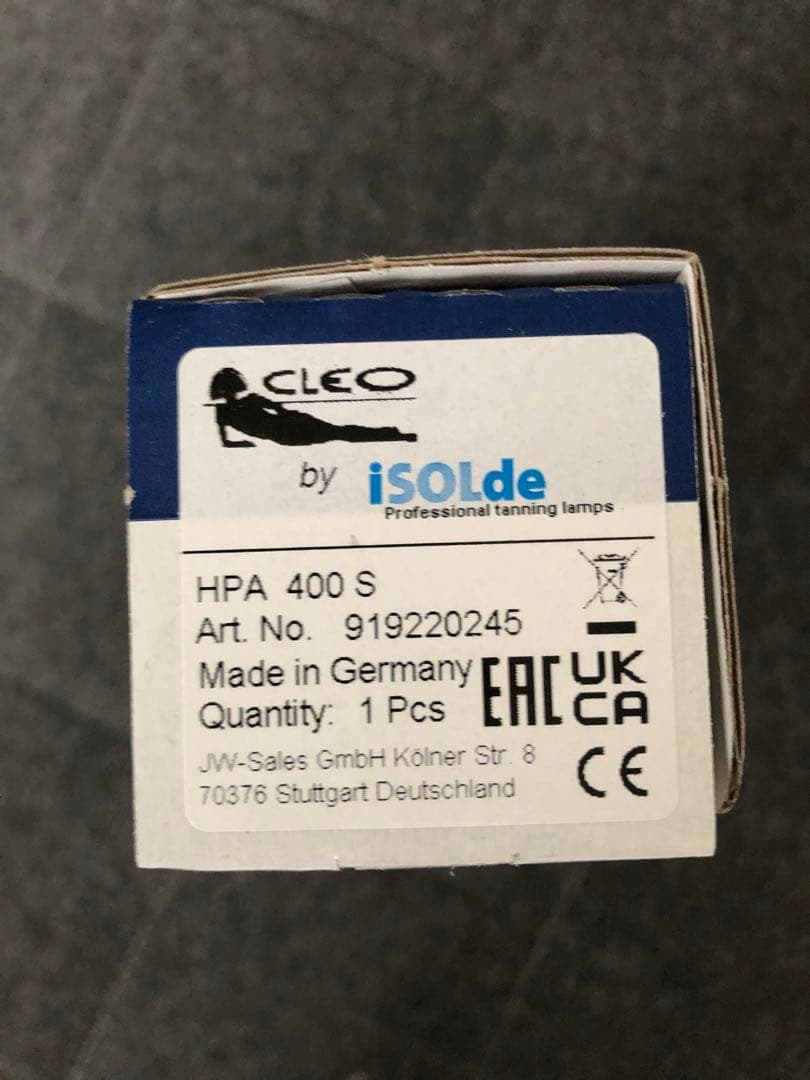 CLEO
by iSOLde
Professional tanning lamps
HPA 400 S
Art. No. 919220245
Made in Germany
Quantity: 1 Pcs
EAC
UK
CA
JW-Sales GmbH Kölner Str. 8
70376 Stuttgart Deutschland
CE